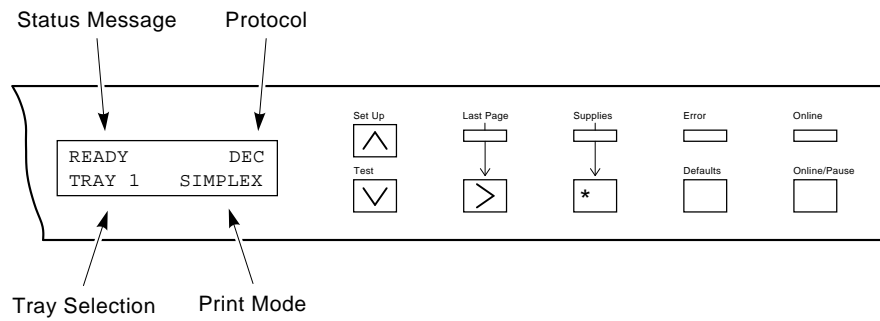 Status Message Protocol
Set Up Last Page Supplies Error Online
READY DEC
TRAY 1 SIMPLEX
Test Defaults Online/Pause
*
Tray Selection Print Mode